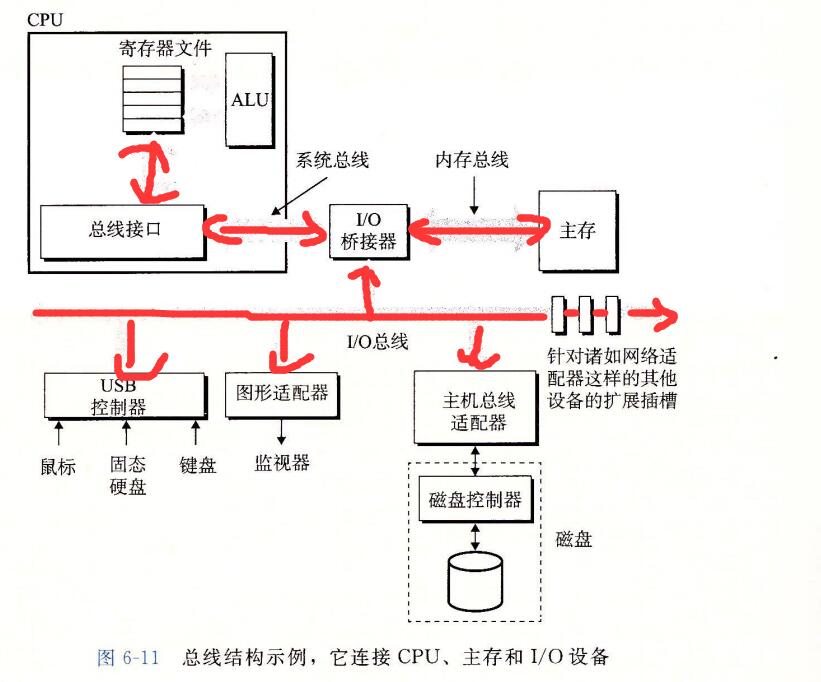 CPU
寄存器文件
ALU
系统总线
内存总线
总线接口
I/O
桥接器
主存
I/O总线
USB
控制器
图形适配器
主机总线
适配器
针对诸如网络适
配器这样的其他
设备的扩展插槽
鼠标
固态
硬盘
键盘
监视器
磁盘控制器
磁盘
图 6-11 总线结构示例，它连接 CPU、主存和 I/O 设备